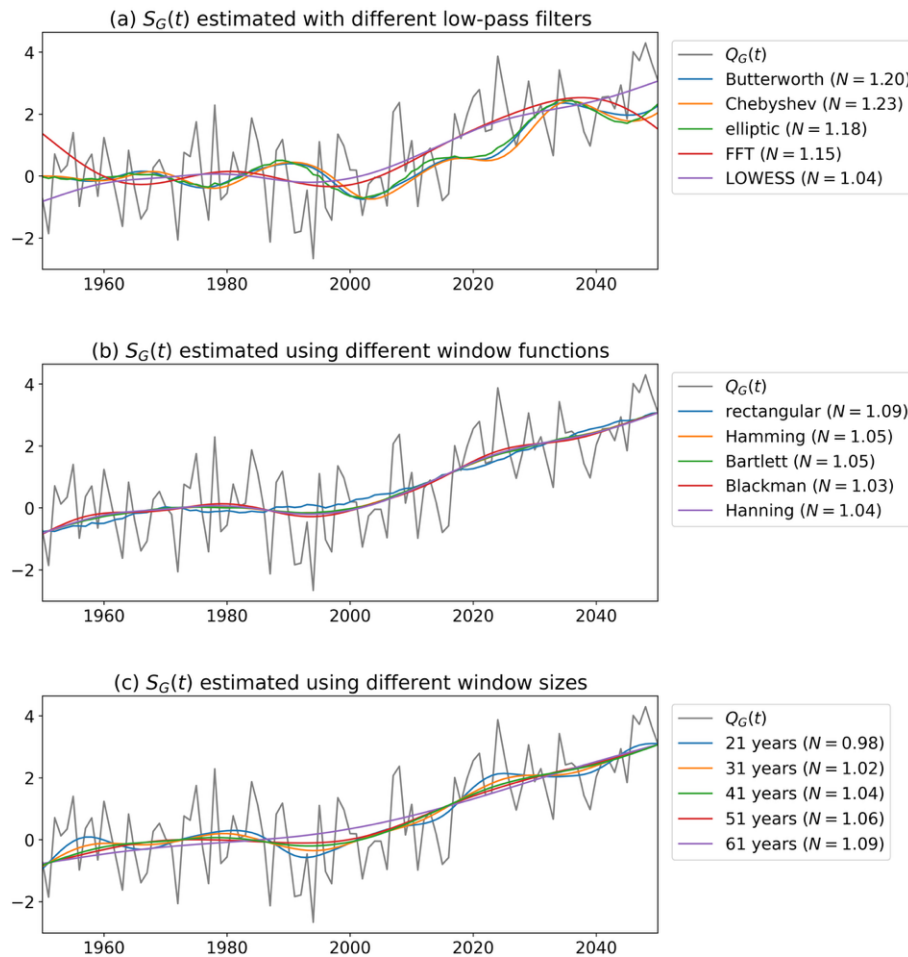 (a) S_G(t) estimated with different low-pass filters
4
2
0
−2
1960 1980 2000 2020 2040
Q_G(t)
Butterworth (N = 1.20)
Chebyshev (N = 1.23)
elliptic (N = 1.18)
FFT (N = 1.15)
LOWESS (N = 1.04)
(b) S_G(t) estimated using different window functions
4
2
0
−2
1960 1980 2000 2020 2040
Q_G(t)
rectangular (N = 1.09)
Hamming (N = 1.05)
Bartlett (N = 1.05)
Blackman (N = 1.03)
Hanning (N = 1.04)
(c) S_G(t) estimated using different window sizes
4
2
0
−2
1960 1980 2000 2020 2040
Q_G(t)
21 years (N = 0.98)
31 years (N = 1.02)
41 years (N = 1.04)
51 years (N = 1.06)
61 years (N = 1.09)